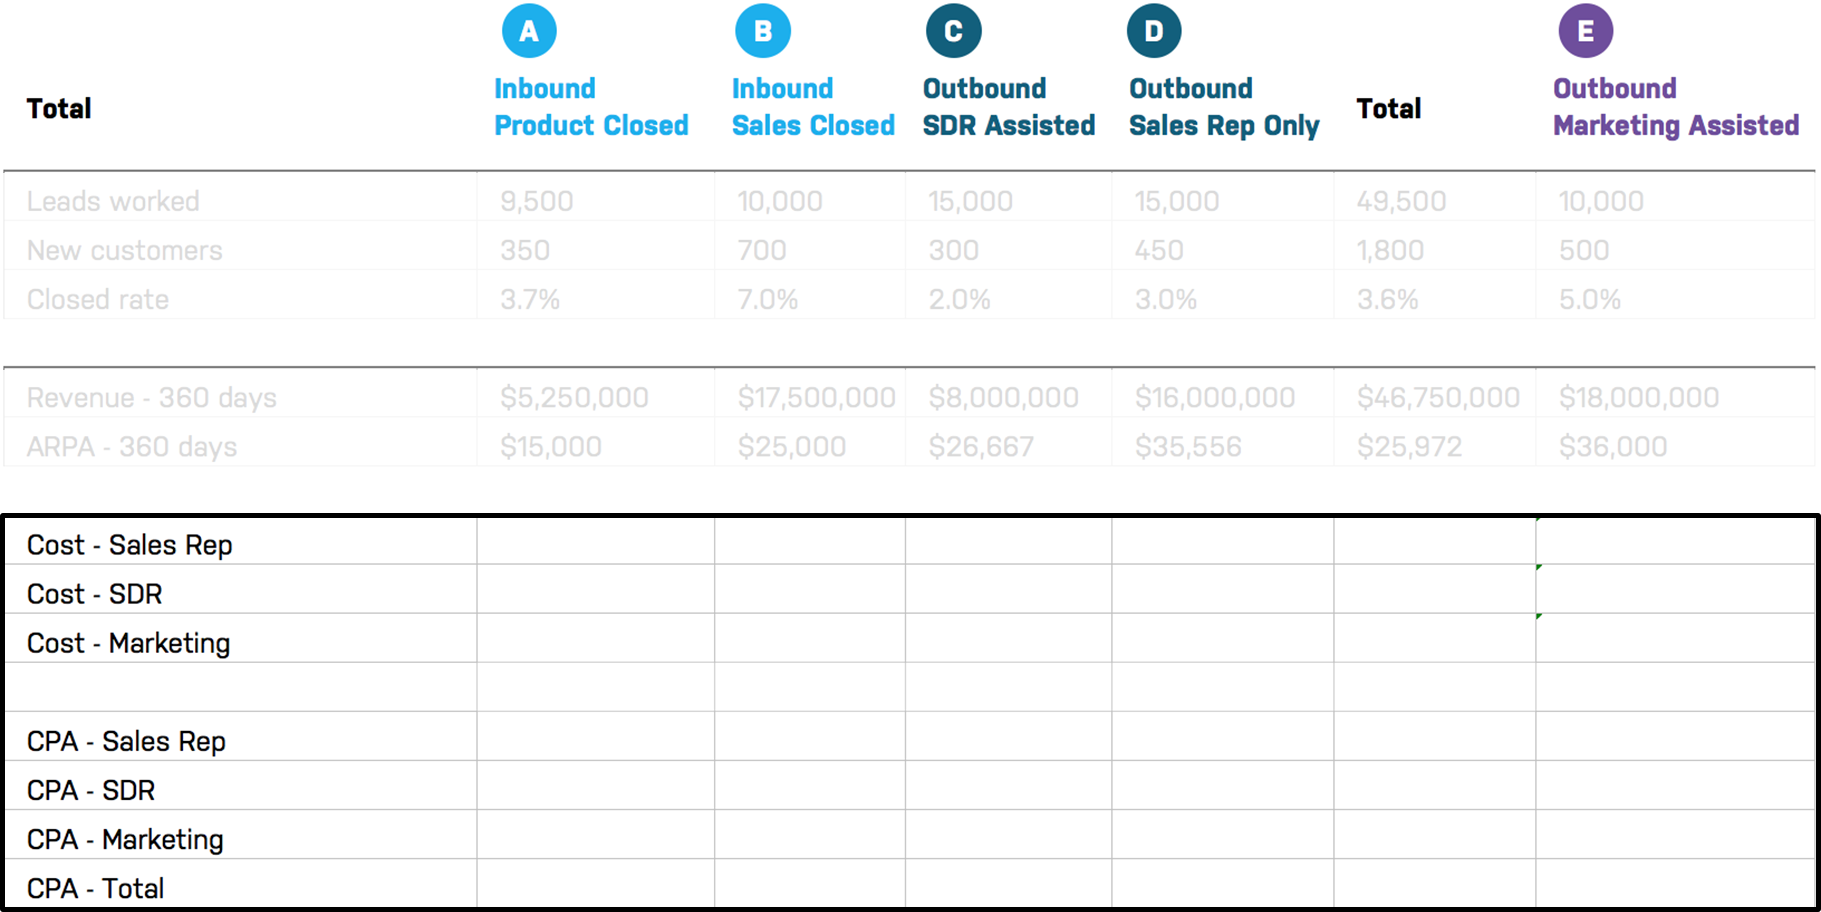 A B C D E
Total Inbound Product Closed Inbound Sales Closed Outbound SDR Assisted Outbound Sales Rep Only Total Outbound Marketing Assisted
Leads worked 9,500 10,000 15,000 15,000 49,500 10,000
New customers 350 700 300 450 1,800 500
Closed rate 3.7% 7.0% 2.0% 3.0% 3.6% 5.0%
Revenue - 360 days $5,250,000 $17,500,000 $8,000,000 $16,000,000 $46,750,000 $18,000,000
ARPA - 360 days $15,000 $25,000 $26,667 $35,556 $25,972 $36,000
Cost - Sales Rep
Cost - SDR
Cost - Marketing
CPA - Sales Rep
CPA - SDR
CPA - Marketing
CPA - Total